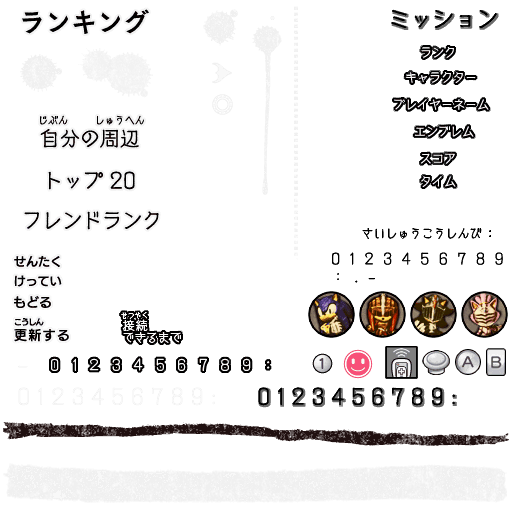 ランキング
ミッション
ランク
キャラクター
プレイヤーネーム
エンブレム
スコア
タイム
じぶん しゅうへん
自分の周辺
トップ 20
フレンドランク
さいしゅうこうしんび：
0 1 2 3 4 5 6 7 8 9
: . -
せんたく
けってい
もどる
こうしん
更新する
せつぞく
接続
できるまで
- 0 1 2 3 4 5 6 7 8 9 :
1
A
B
0123456789:
0123456789:
A